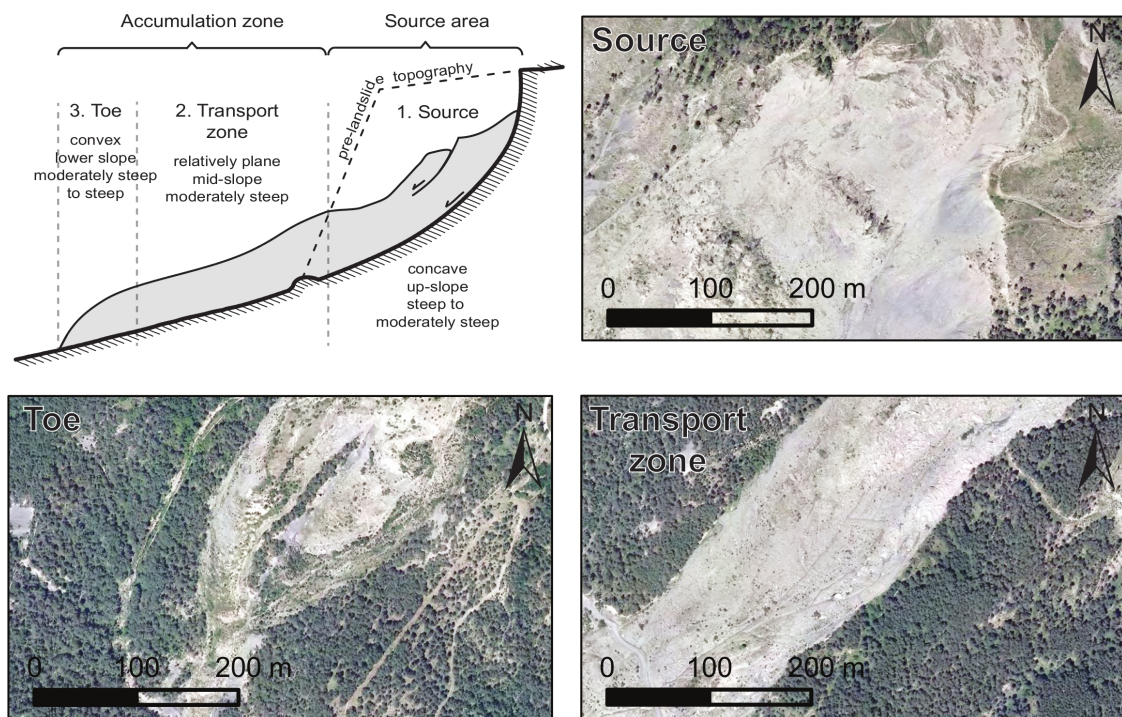 Accumulation zone
Source area
pre-landslide topography
3. Toe
convex
lower slope
moderately steep
to steep
2. Transport
zone
relatively plane
mid-slope
moderately steep
1. Source
concave
up-slope
steep to
moderately steep
Source
N
0 100 200 m
Toe
N
0 100 200 m
Transport
zone
N
0 100 200 m